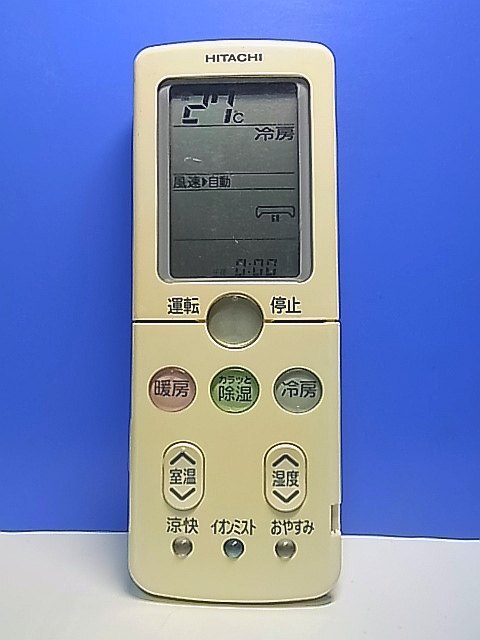 HITACHI
27℃
冷房
風速▶自動
午前 0:00
運転 停止
暖房 カラッと除湿 冷房
室温 湿度
涼快 イオンミスト おやすみ